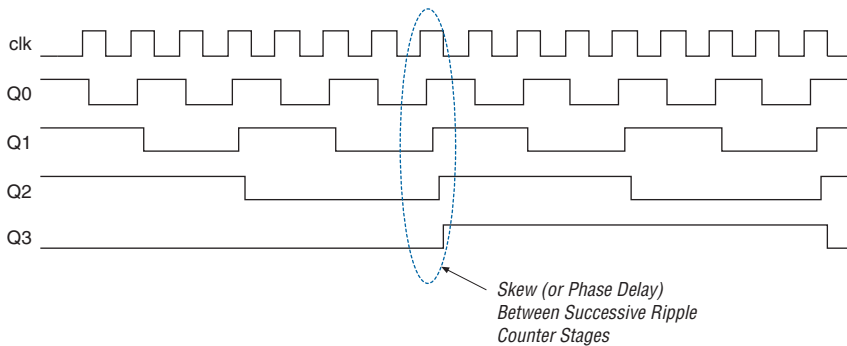 clk
Q0
Q1
Q2
Q3
Skew (or Phase Delay)
Between Successive Ripple
Counter Stages